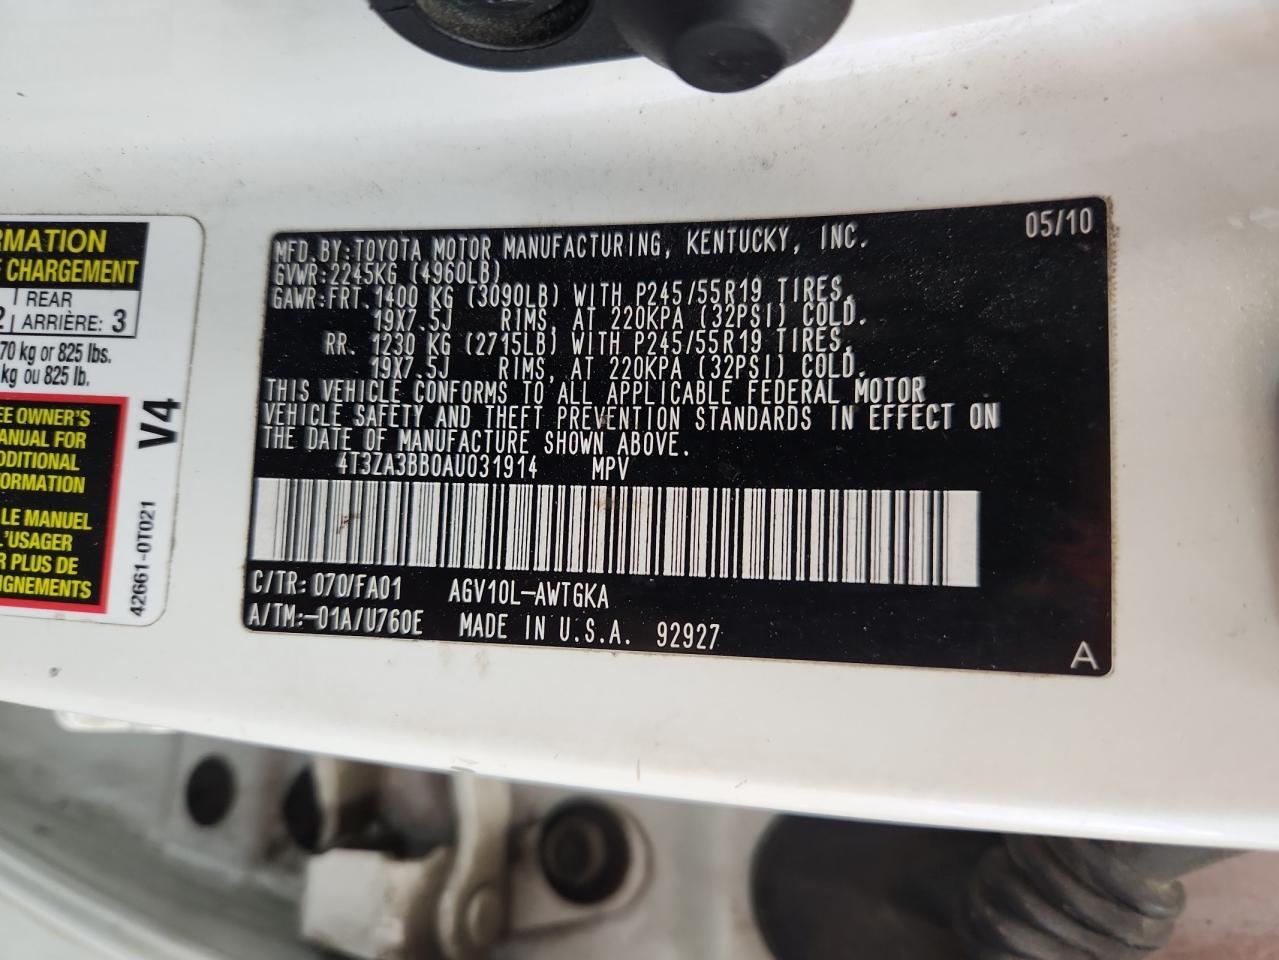 RMATION
E CHARGEMENT
2 REAR
ARRIÈRE: 3
70 kg or 825 lbs.
kg ou 825 lb.
EE OWNER'S
ANUAL FOR
DDITIONAL
FORMATION
LE MANUEL
L'USAGER
R PLUS DE
IGNEMENTS
V4
42661-0T021
05/10
MFD. BY: TOYOTA MOTOR MANUFACTURING, KENTUCKY, INC.
GVWR: 2245KG (4960LB)
GAWR: FRT. 1400 KG (3090LB) WITH P245/55R19 TIRES,
19X7.5J RIMS, AT 220KPA (32PSI) COLD.
RR. 1230 KG (2715LB) WITH P245/55R19 TIRES,
19X7.5J RIMS, AT 220KPA (32PSI) COLD.
THIS VEHICLE CONFORMS TO ALL APPLICABLE FEDERAL MOTOR
VEHICLE SAFETY AND THEFT PREVENTION STANDARDS IN EFFECT ON
THE DATE OF MANUFACTURE SHOWN ABOVE.
4T3ZA3BB0AU031914 MPV
C/TR: 070/FA01 AGV10L-AWTGKA
A/TM:-01A/U760E MADE IN U.S.A. 92927
A